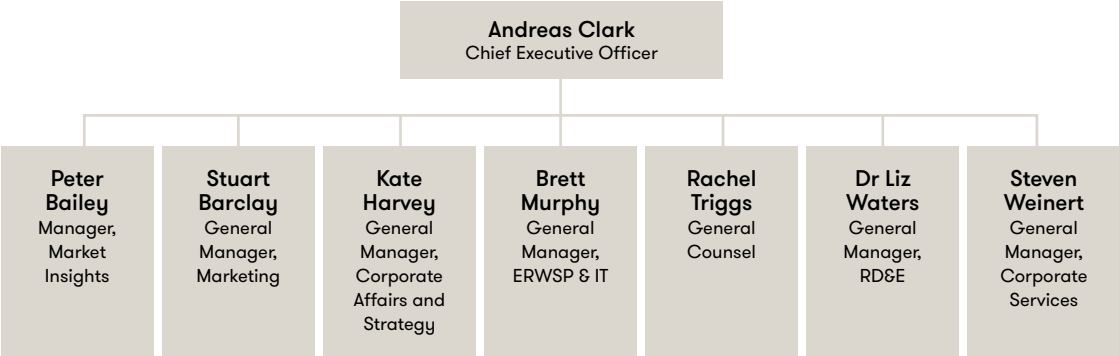 Andreas Clark
Chief Executive Officer
Peter
Bailey
Manager,
Market
Insights
Stuart
Barclay
General
Manager,
Marketing
Kate
Harvey
General
Manager,
Corporate
Affairs and
Strategy
Brett
Murphy
General
Manager,
ERWSP & IT
Rachel
Triggs
General
Counsel
Dr Liz
Waters
General
Manager,
RD&E
Steven
Weinert
General
Manager,
Corporate
Services